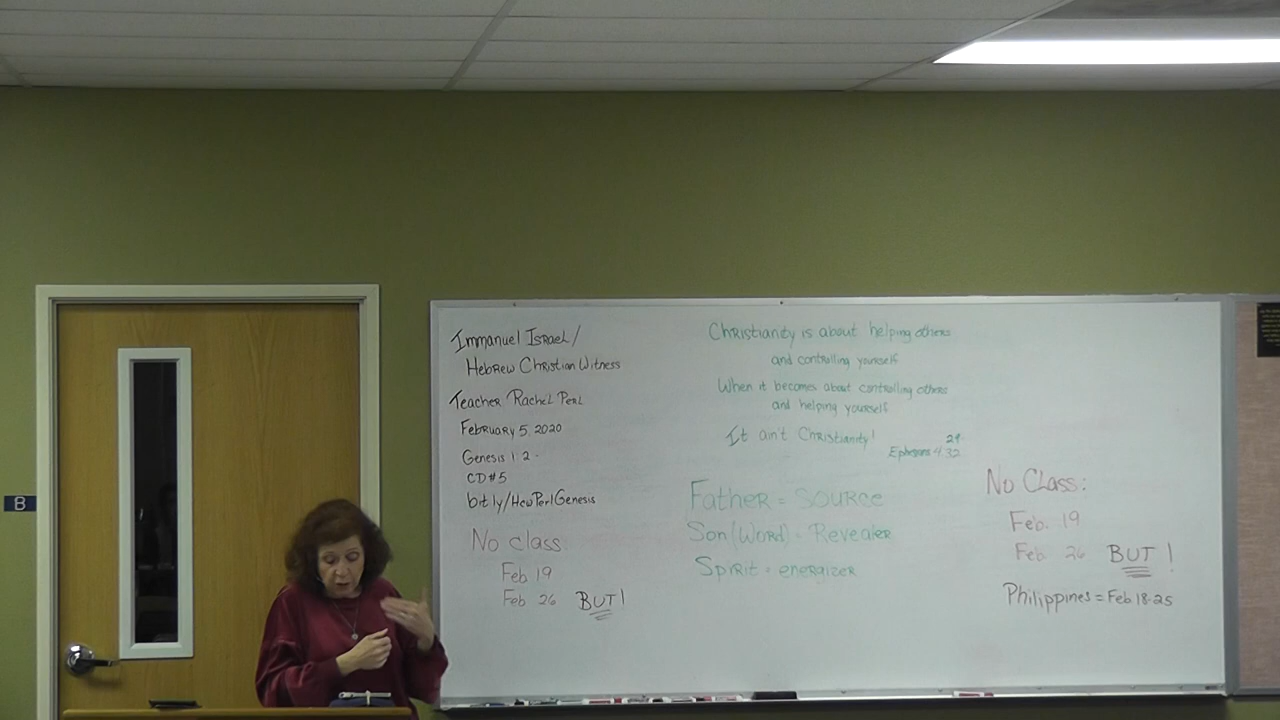 B
Immanuel Israel/
Hebrew Christian Witness
Teacher Rachel Perl
February 5, 2020
Genesis 1:2-
CD#5
bit.ly/HcwPerlGenesis
No class
Feb 19
Feb 26 BUT!
Christianity is about helping others
and controlling yourself
When it becomes about controlling others
and helping yourself
It ain't Christianity!
29
Ephesians 4:32
Father = SOURCE
Son (Word) = Revealer
Spirit = energizer
No Class:
Feb. 19
Feb 26 BUT!
Philippines = Feb 18-25